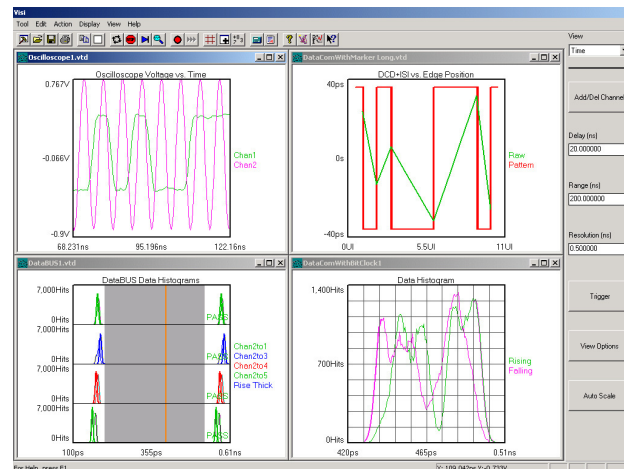 Visi
Tool Edit Action Display View Help
Oscilloscope1.vtd
Oscilloscope Voltage vs. Time
0.767V
-0.066V
-0.9V
Chan1
Chan2
68.231ns 95.196ns 122.16ns
DataComWithMarker Long.vtd
DCD+ISI vs. Edge Position
40ps
0s
-40ps
Raw
Pattern
0UI 5.5UI 11UI
DataBUS1.vtd
DataBUS Data Histograms
7,000Hits
PASS
0Hits
7,000Hits
Chan2to1
Chan2to3
PASS
0Hits
Chan2to4
7,000Hits
Chan2to5
Rise Thick
PASS
0Hits
7,000Hits
PASS
0Hits
100ps 355ps 0.61ns
DataComWithBitClock1
Data Histogram
1,400Hits
700Hits
0Hits
Rising
Falling
420ps 465ps 0.51ns
View
Time
Add/Del Channel
Delay (ns)
20.000000
Range (ns)
200.000000
Resolution (ns)
0.500000
Trigger
View Options
Auto Scale
For Help, press F1 X: 109.042ns Y:-0.733V